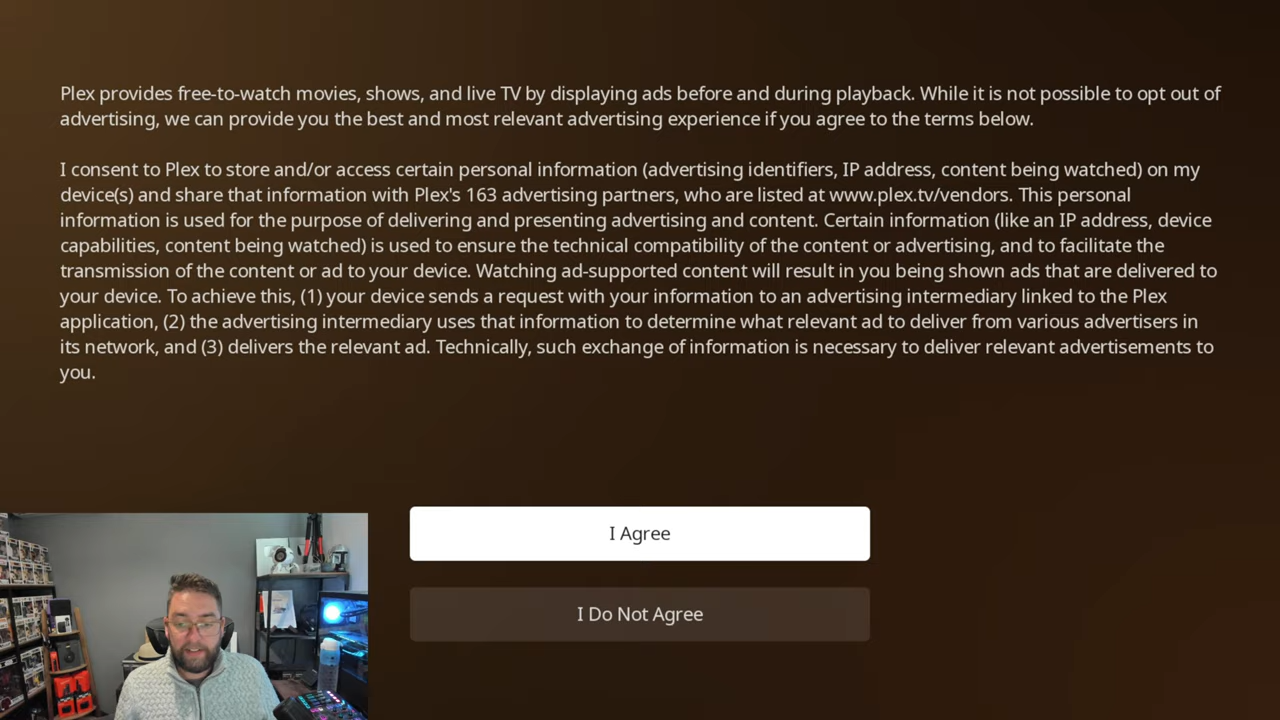 Plex provides free-to-watch movies, shows, and live TV by displaying ads before and during playback. While it is not possible to opt out of
advertising, we can provide you the best and most relevant advertising experience if you agree to the terms below.
I consent to Plex to store and/or access certain personal information (advertising identifiers, IP address, content being watched) on my
device(s) and share that information with Plex's 163 advertising partners, who are listed at www.plex.tv/vendors. This personal
information is used for the purpose of delivering and presenting advertising and content. Certain information (like an IP address, device
capabilities, content being watched) is used to ensure the technical compatibility of the content or advertising, and to facilitate the
transmission of the content or ad to your device. Watching ad-supported content will result in you being shown ads that are delivered to
your device. To achieve this, (1) your device sends a request with your information to an advertising intermediary linked to the Plex
application, (2) the advertising intermediary uses that information to determine what relevant ad to deliver from various advertisers in
its network, and (3) delivers the relevant ad. Technically, such exchange of information is necessary to deliver relevant advertisements to
you.
I Agree
I Do Not Agree